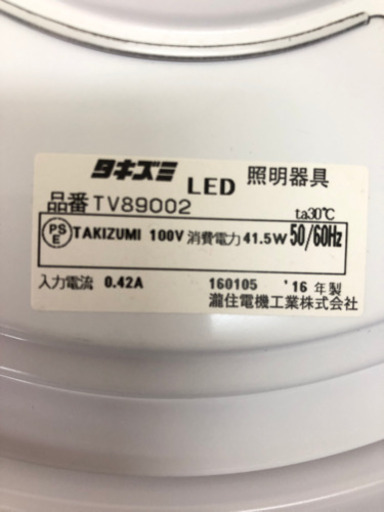 タキズミ LED 照明器具
品番 TV89002 ta30℃
PSE TAKIZUMI 100V 消費電力 41.5W 50/60Hz
入力電流 0.42A 160105 '16年製
瀧住電機工業株式会社